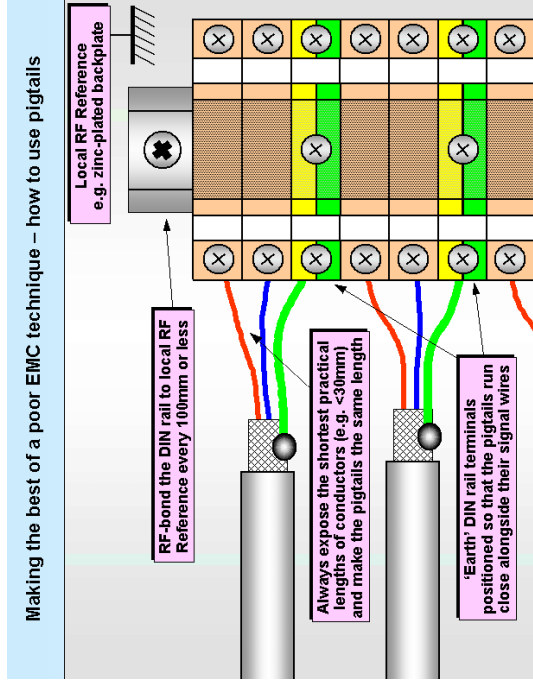 Making the best of a poor EMC technique – how to use pigtails
Local RF Reference
e.g. zinc-plated backplate
RF-bond the DIN rail to local RF
Reference every 100mm or less
Always expose the shortest practical
lengths of conductors (e.g. <30mm)
and make the pigtails the same length
‘Earth’ DIN rail terminals
positioned so that the pigtails run
close alongside their signal wires